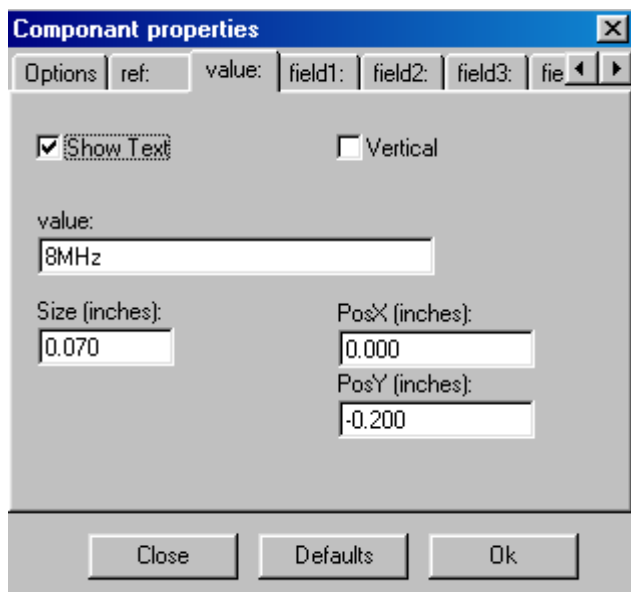 Componant properties
Options ref: value: field1: field2: field3: fie
Show Text Vertical
value:
8MHz
Size (inches): PosX (inches):
0.070 0.000
PosY (inches):
-0.200
Close Defaults Ok